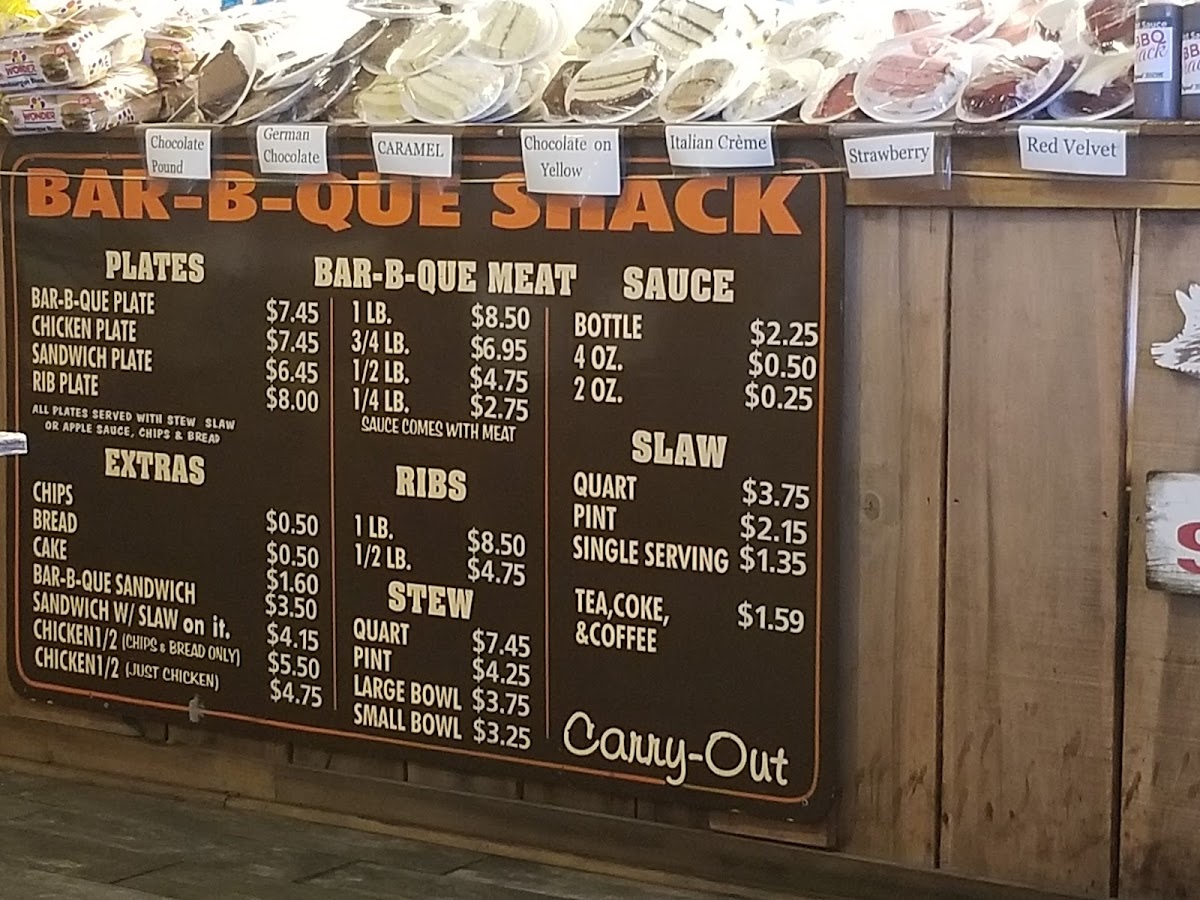 WONDER
WONDER
Sauce
BBQ
Shack
Chocolate
Pound
German
Chocolate
CARAMEL
Chocolate on
Yellow
Italian Crème
Strawberry
Red Velvet
BAR-B-QUE SHACK
PLATES
BAR-B-QUE PLATE $7.45
CHICKEN PLATE $7.45
SANDWICH PLATE $6.45
RIB PLATE $8.00
ALL PLATES SERVED WITH STEW SLAW
OR APPLE SAUCE, CHIPS & BREAD
EXTRAS
CHIPS $0.50
BREAD $0.50
CAKE $1.60
BAR-B-QUE SANDWICH $3.50
SANDWICH W/ SLAW on it. $4.15
CHICKEN1/2 (CHIPS & BREAD ONLY) $5.50
CHICKEN1/2 (JUST CHICKEN) $4.75
BAR-B-QUE MEAT
1 LB. $8.50
3/4 LB. $6.95
1/2 LB. $4.75
1/4 LB. $2.75
SAUCE COMES WITH MEAT
RIBS
1 LB. $8.50
1/2 LB. $4.75
STEW
QUART $7.45
PINT $4.25
LARGE BOWL $3.75
SMALL BOWL $3.25
SAUCE
BOTTLE $2.25
4 OZ. $0.50
2 OZ. $0.25
SLAW
QUART $3.75
PINT $2.15
SINGLE SERVING $1.35
TEA,COKE, $1.59
&COFFEE
Carry-Out
S